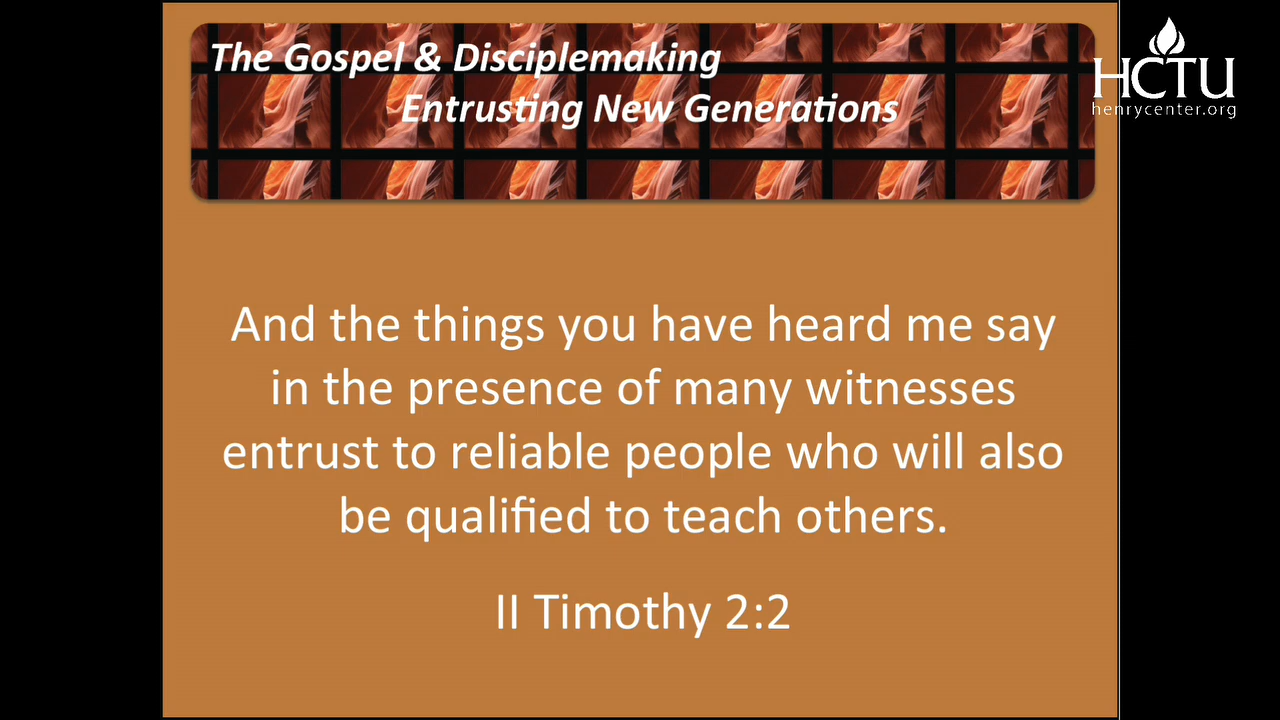 The Gospel & Disciplemaking
Entrusting New Generations
HCTU
henrycenter.org
And the things you have heard me say
in the presence of many witnesses
entrust to reliable people who will also
be qualified to teach others.
II Timothy 2:2